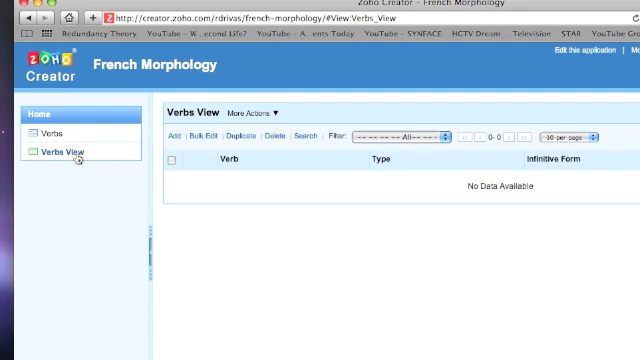 Zoho Creator - French Morphology
http://creator.zoho.com/rdrivas/french-morphology/#View:Verbs_View
Redundancy Theory YouTube - W...econd Life? YouTube - A...ents Today YouTube - SYNFACE HGTV Dream ... Television STAR Google Dev
ZOHO
Creator
French Morphology
Edit this application
Home
Verbs
Verbs View
Verbs View More Actions
Add Bulk Edit Duplicate Delete Search Filter: -- -- -- -- All-- -- -- 0- 0 10 per page
Verb Type Infinitive Form
No Data Available